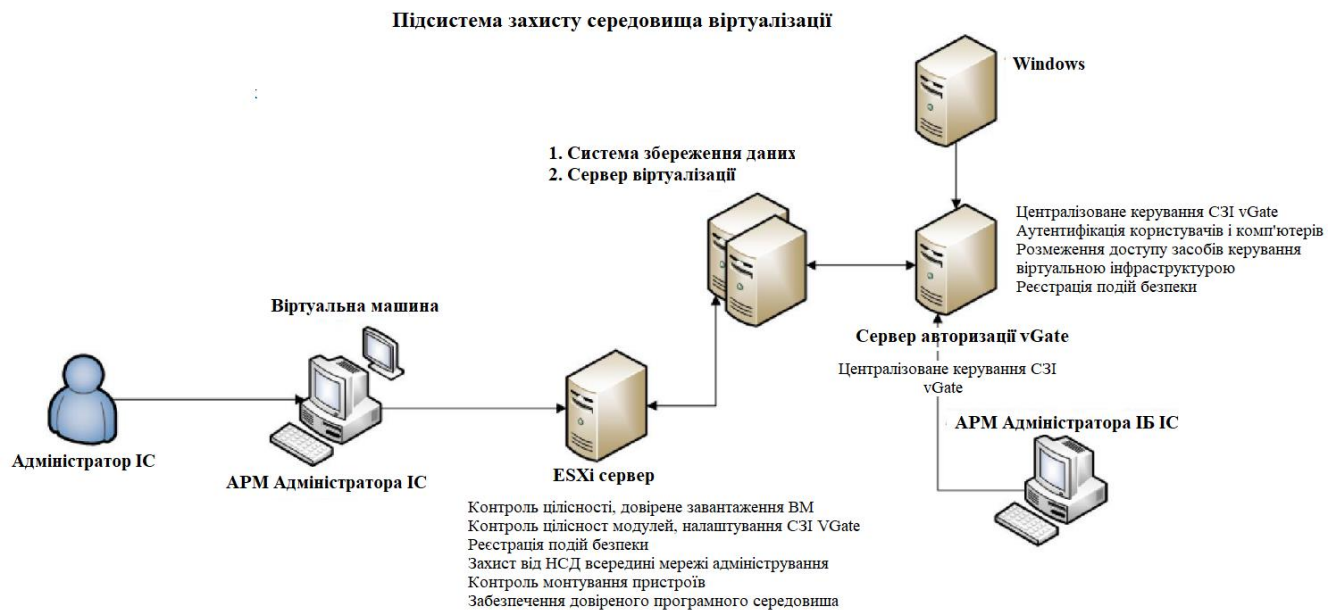 Підсистема захисту середовища віртуалізації
Windows
:
1. Система збереження даних
2. Сервер віртуалізації
Централізоване керування СЗІ vGate
Аутентифікація користувачів і комп'ютерів
Розмеження доступу засобів керування
віртуальною інфраструктурою
Реєстрація подій безпеки
Віртуальна машина
Сервер авторизації vGate
Централізоване керування СЗІ
vGate
АРМ Адміністратора ІБ ІС
Адміністратор ІС
АРМ Адміністратора ІС
ESXi сервер
Контроль цілісності, довірене завантаження ВМ
Контроль цілісност модулей, налаштування СЗІ VGate
Реєстрація подій безпеки
Захист від НСД всередині мережі адміністрування
Контроль монтування пристроїв
Забезпечення довіреного програмного середовиша